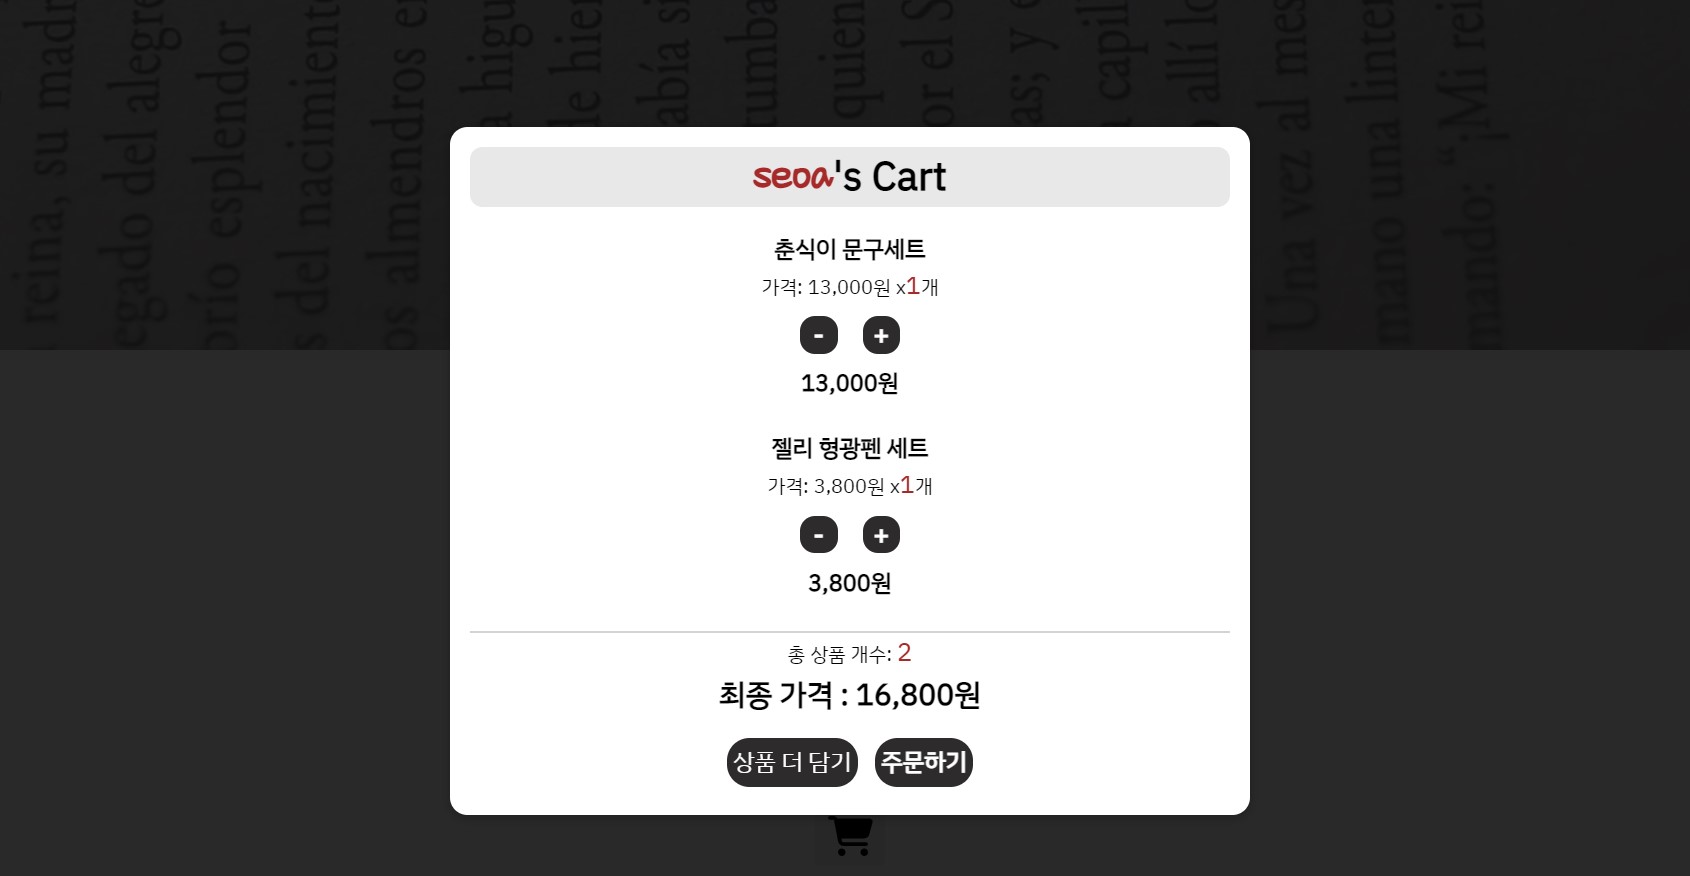 seoa's Cart
춘식이 문구세트
가격: 13,000원 x1개
- +
13,000원
젤리 형광펜 세트
가격: 3,800원 x1개
- +
3,800원
총 상품 개수: 2
최종 가격 : 16,800원
상품 더 담기 주문하기
reina, su madre
legado del alegre
orío esplendor
s del nacimiento
os almendros en
higu
de hier
abía si
tumba
quien
or el S
as; y e
capil
allí lo
Una vez al mes
mano una linter
mando: “¡Mi rei